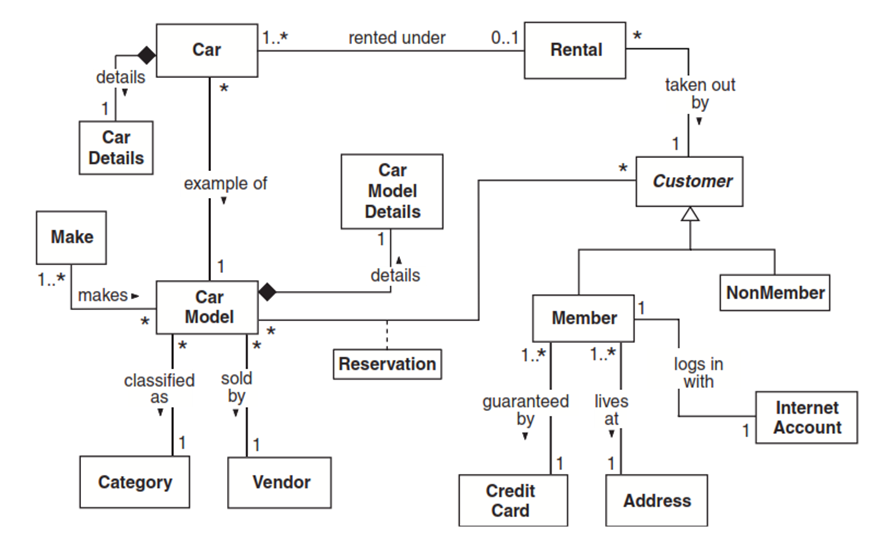 Car
1..*
rented under
0..1
Rental
*
details
1
Car
Details
*
taken out
by
1
example of
Car
Model
Details
*
Customer
Make
1
1
details
1..*
makes
*
Car
Model
*
NonMember
Member
1
*
*
Reservation
1..*
1..*
logs in
with
classified
as
sold
by
guaranteed
by
lives
at
1
Internet
Account
1
1
1
1
Category
Vendor
Credit
Card
Address